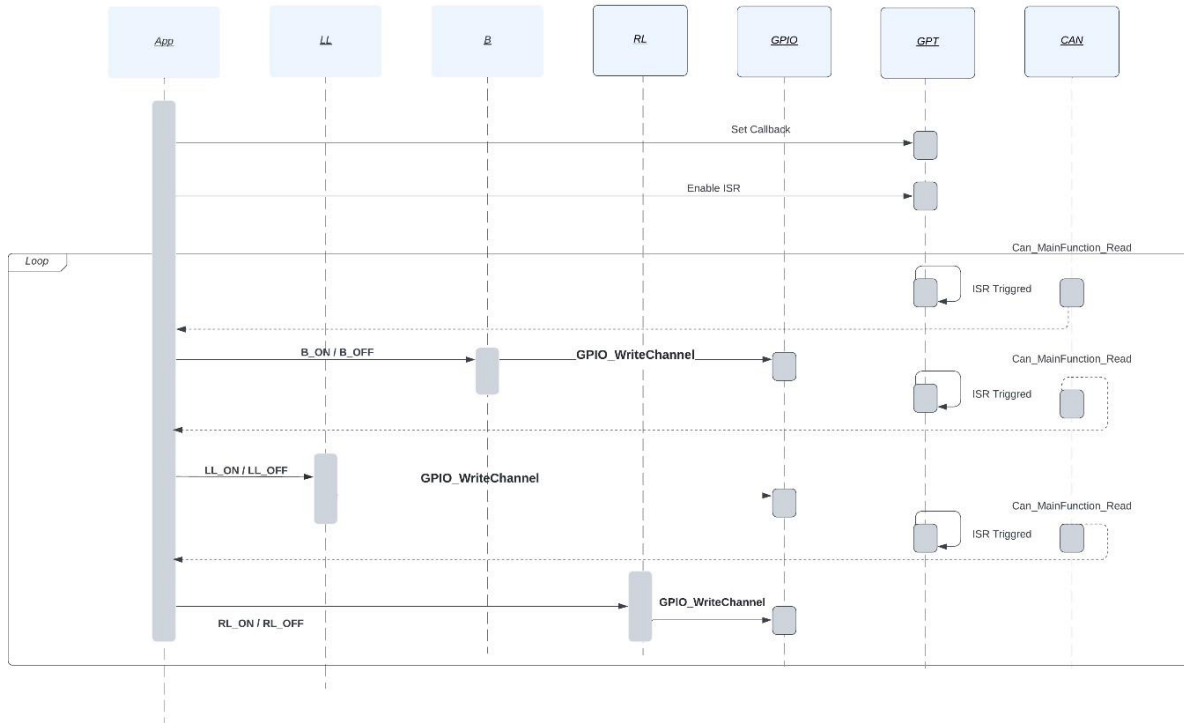 App
LL
B
RL
GPIO
GPT
CAN
Set Callback
Enable ISR
Can_MainFunction_Read
Loop
ISR Triggred
B_ON / B_OFF
GPIO_WriteChannel
Can_MainFunction_Read
ISR Triggred
LL_ON / LL_OFF
GPIO_WriteChannel
Can_MainFunction_Read
ISR Triggred
GPIO_WriteChannel
RL_ON / RL_OFF